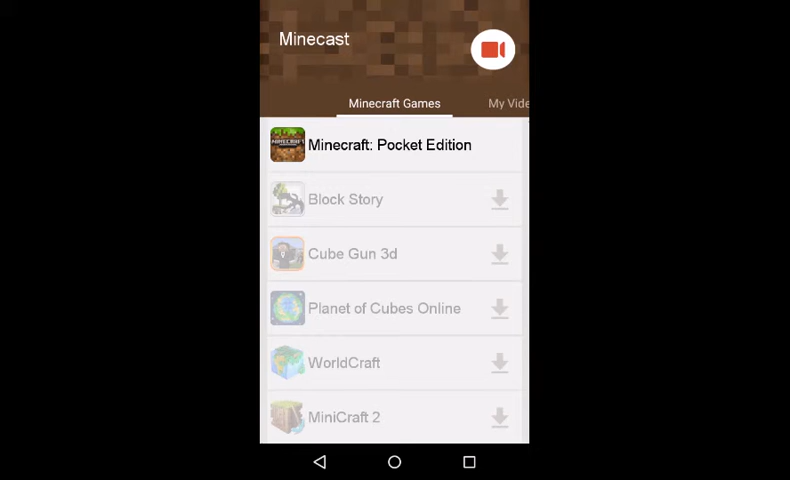 Minecast
Minecraft Games
My Vide
MINECRAFT
Minecraft: Pocket Edition
Block Story
Cube Gun 3d
Planet of Cubes Online
WorldCraft
MiniCraft 2